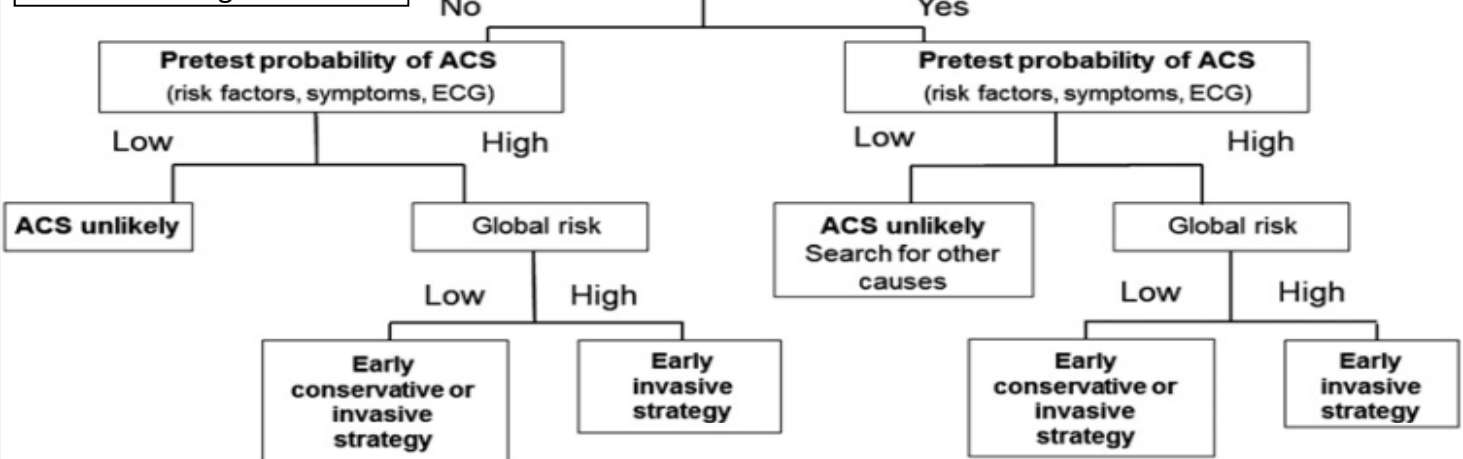 No
Yes
Pretest probability of ACS
(risk factors, symptoms, ECG)
Pretest probability of ACS
(risk factors, symptoms, ECG)
Low
High
Low
High
ACS unlikely
Global risk
ACS unlikely
Search for other
causes
Global risk
Low
High
Low
High
Early
conservative or
invasive
strategy
Early
invasive
strategy
Early
conservative or
invasive
strategy
Early
invasive
strategy